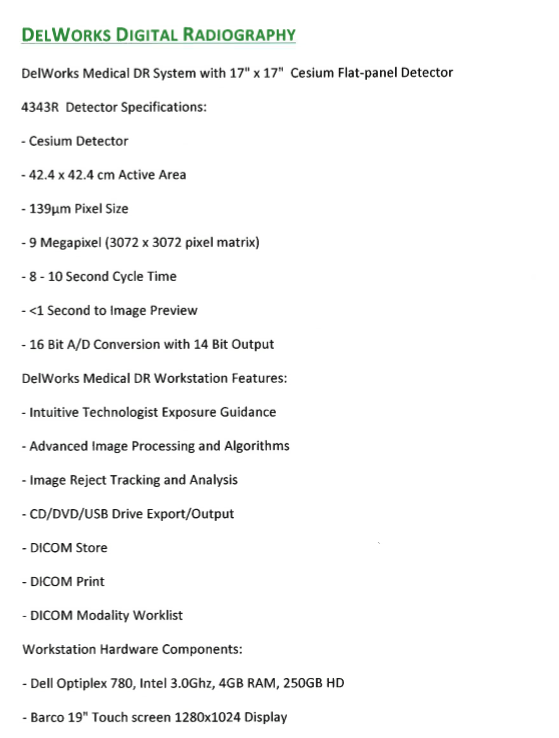 DELWORKS DIGITAL RADIOGRAPHY
DelWorks Medical DR System with 17" x 17" Cesium Flat-panel Detector
4343R Detector Specifications:
- Cesium Detector
- 42.4 x 42.4 cm Active Area
- 139µm Pixel Size
- 9 Megapixel (3072 x 3072 pixel matrix)
- 8 - 10 Second Cycle Time
- <1 Second to Image Preview
- 16 Bit A/D Conversion with 14 Bit Output
DelWorks Medical DR Workstation Features:
- Intuitive Technologist Exposure Guidance
- Advanced Image Processing and Algorithms
- Image Reject Tracking and Analysis
- CD/DVD/USB Drive Export/Output
- DICOM Store
- DICOM Print
- DICOM Modality Worklist
Workstation Hardware Components:
- Dell Optiplex 780, Intel 3.0Ghz, 4GB RAM, 250GB HD
- Barco 19" Touch screen 1280x1024 Display